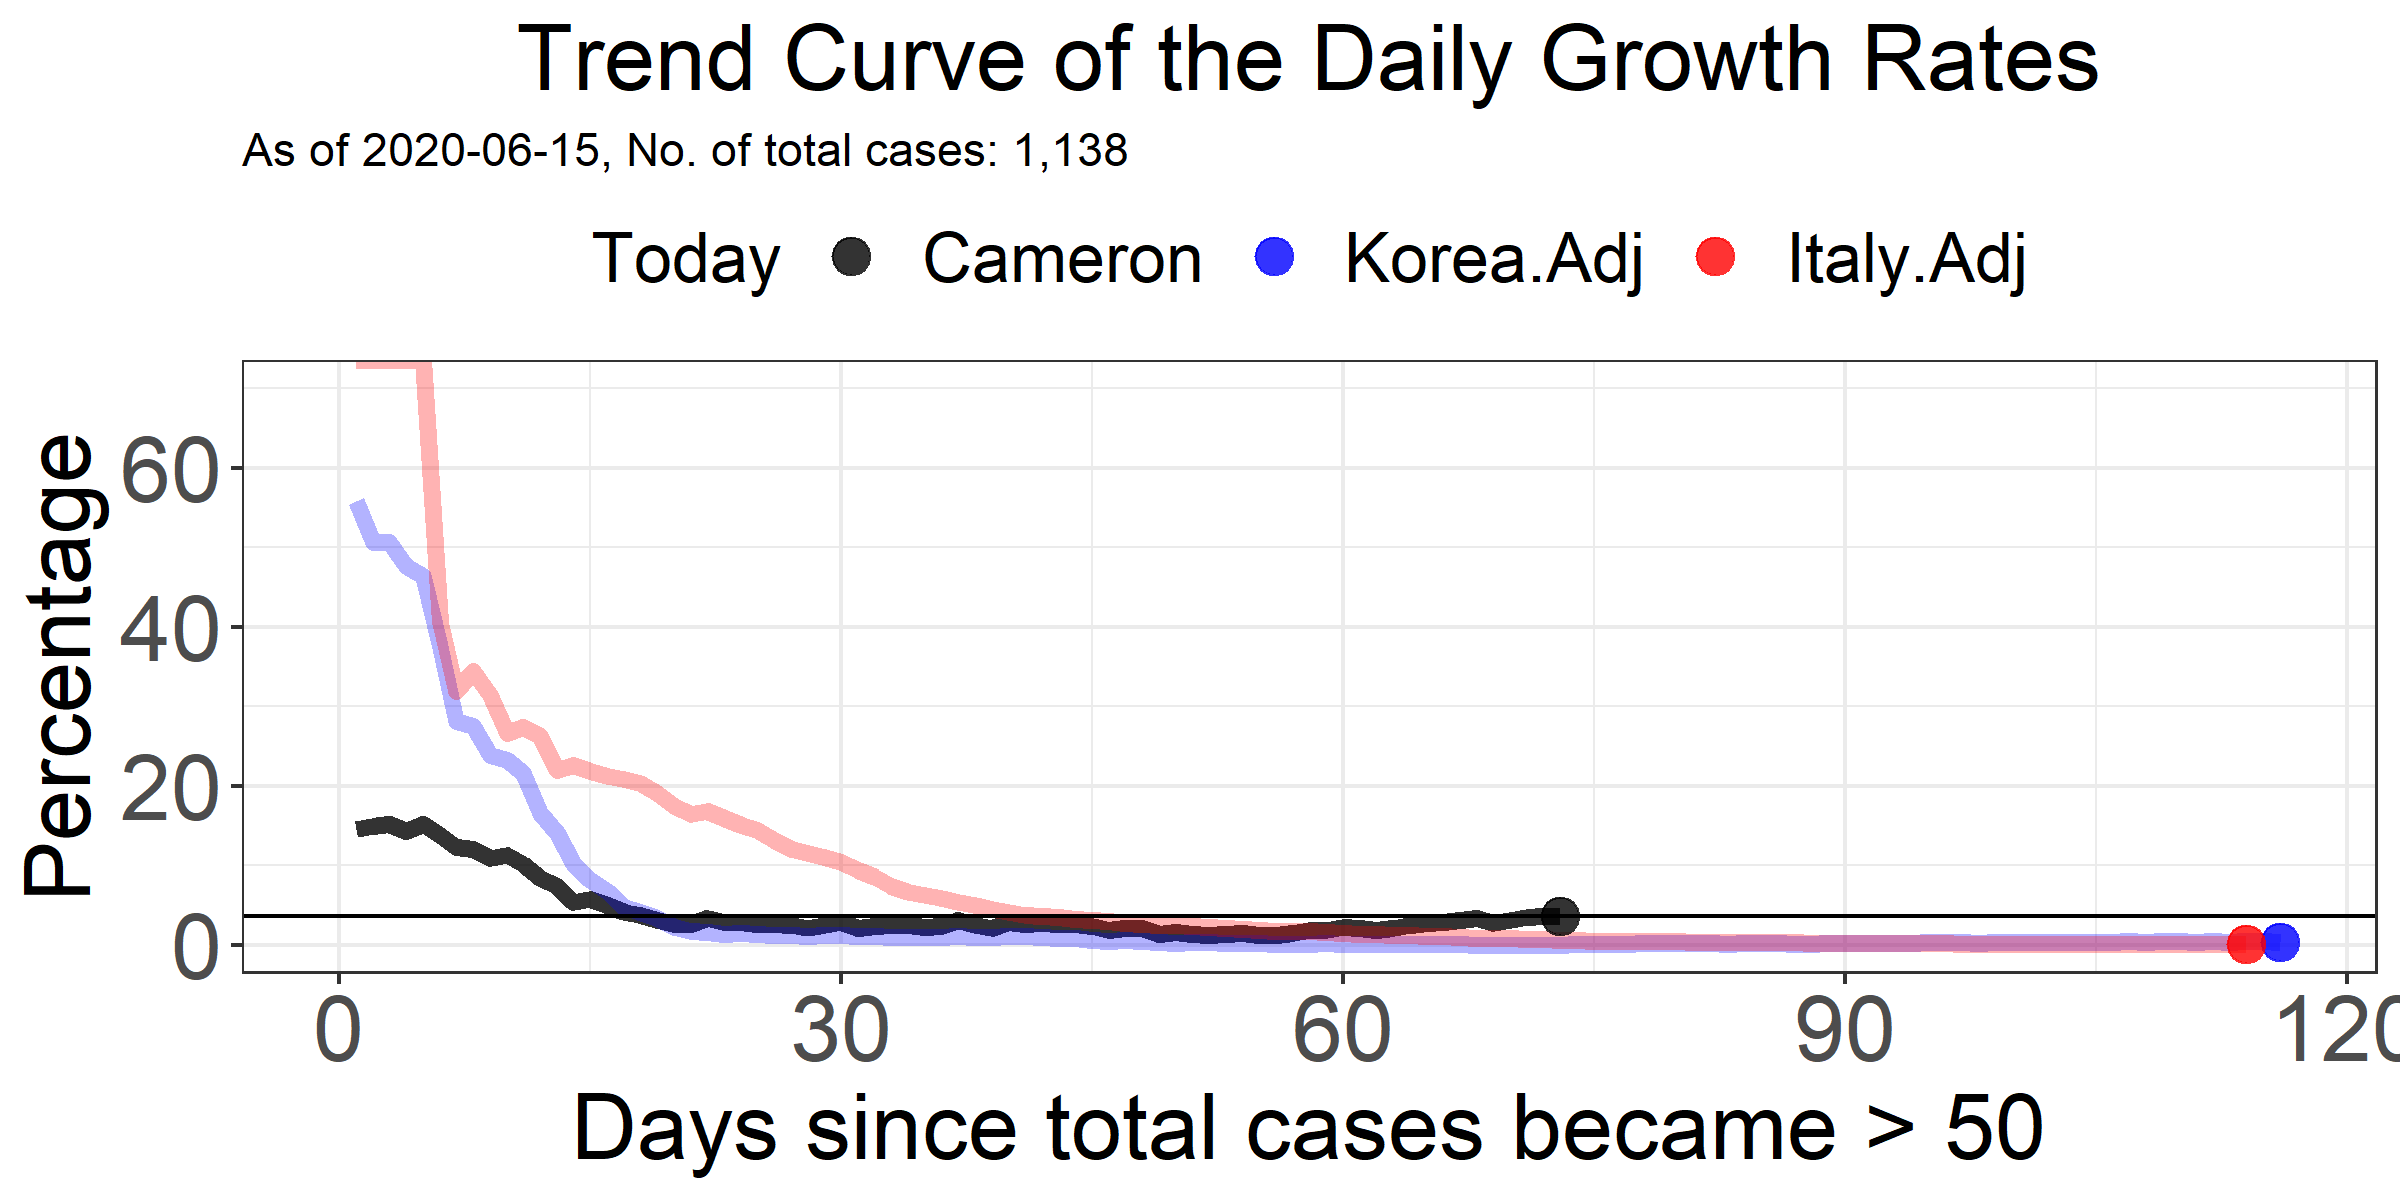 Trend Curve of the Daily Growth Rates
As of 2020-06-15, No. of total cases: 1,138
Today Cameron Korea.Adj Italy.Adj
Percentage
60
40
20
0
0 30 60 90 120
Days since total cases became > 50